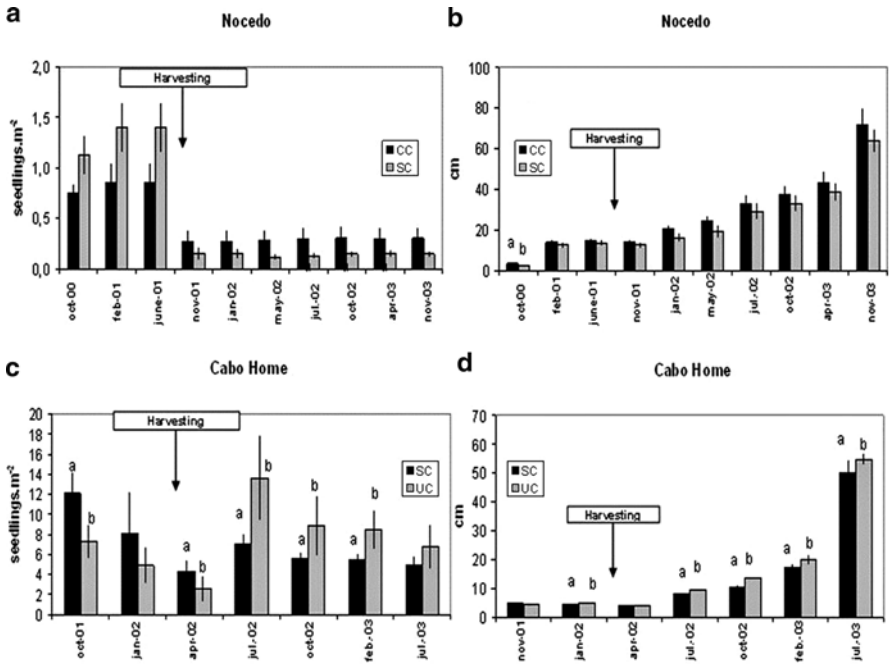 a
Nocedo
seedlings.m⁻²
2,0
1,5
1,0
0,5
0,0
Harvesting
CC
SC
oct-00
feb-01
june-01
nov-01
jan-02
may-02
jul.-02
oct-02
apr-03
nov-03
b
Nocedo
cm
100
80
60
40
20
0
Harvesting
CC
SC
a
b
oct-00
feb-01
june-01
nov-01
jan-02
may-02
jul.-02
oct-02
apr-03
nov-03
c
Cabo Home
seedlings.m⁻²
20
18
16
14
12
10
8
6
4
2
0
Harvesting
SC
UC
a
b
a
b
a
b
a
b
a
b
oct-01
jan-02
apr-02
jul.-02
oct-02
feb.-03
jul.-03
d
Cabo Home
cm
70
60
50
40
30
20
10
0
Harvesting
SC
UC
a b
a b
a b
a b
a b
nov-01
jan-02
apr-02
jul.-02
oct-02
feb.-03
jul.-03